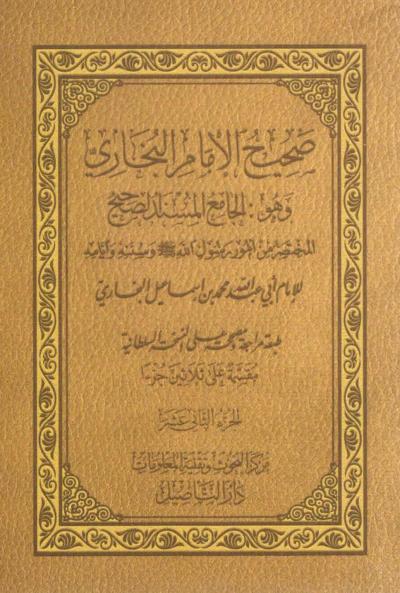 صحيح الإمام البخاري
وهو: الجامع المسند الصحيح
المختصر من أمور رسول الله ﷺ وسننه وأيامه
للإمام أبي عبد الله محمد بن إسماعيل البخاري
طبعة مراجعة مصححة على النسخة السلطانية
مقسمة على ثلاثين جزءا
الجزء الثاني عشر
مركز البحوث وتقنية المعلومات
دار التأصيل